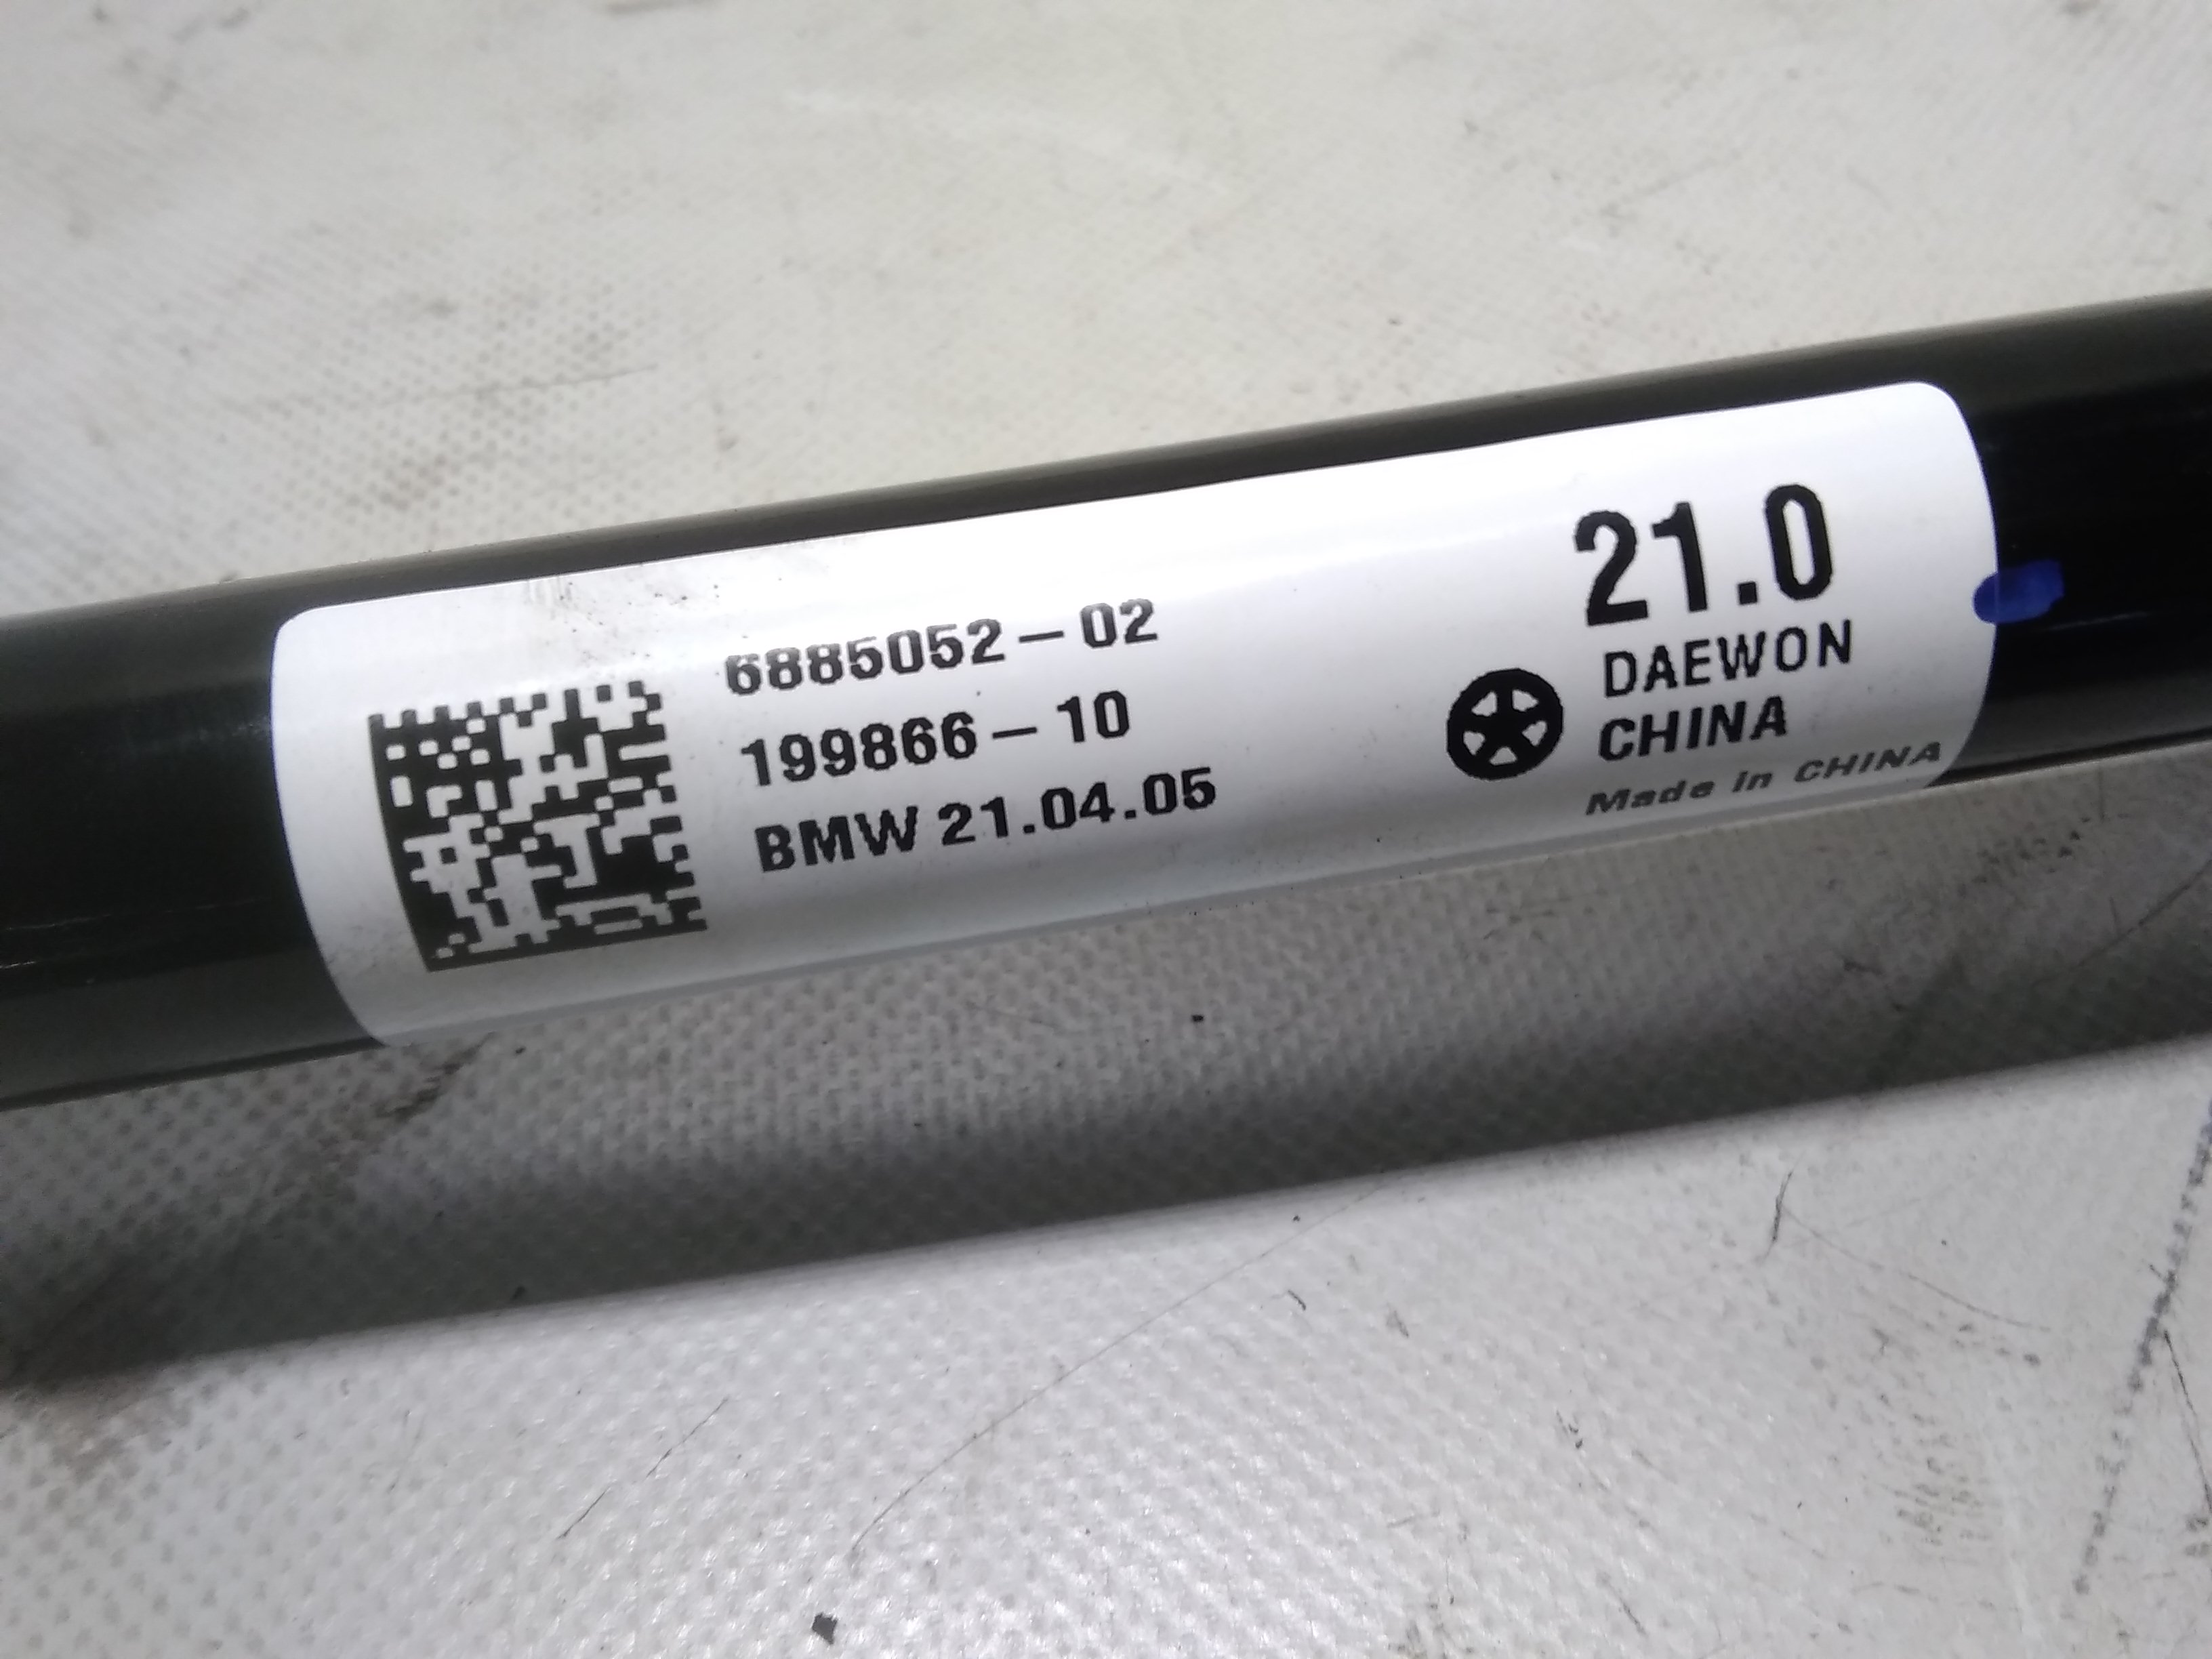 6885052-02
199866-10
BMW 21.04.05
21.0
DAEWON
CHINA
Made in CHINA